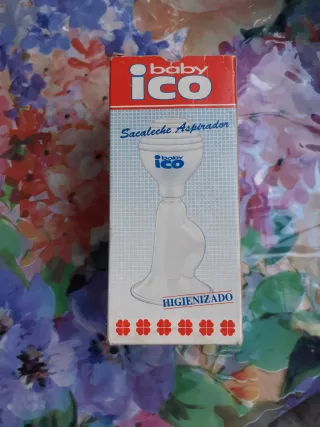 baby
ico
Sacaleche Aspirador
baby
ico
HIGIENIZADO